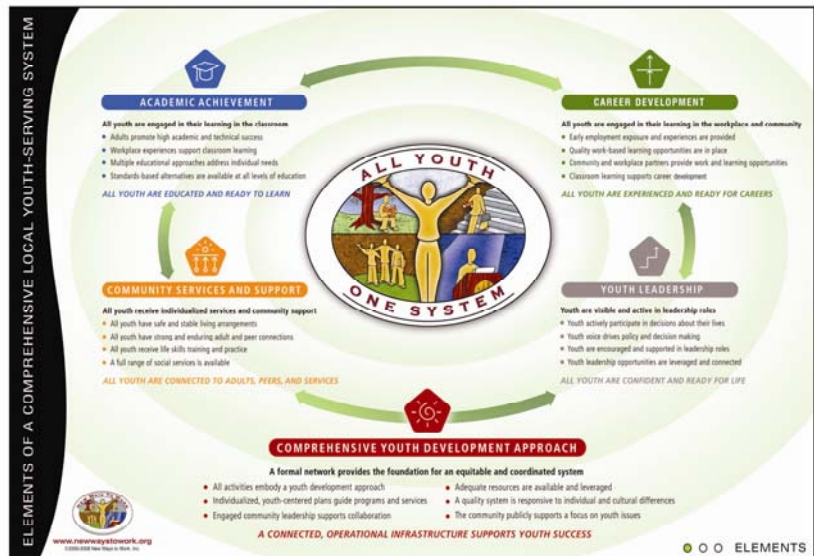 ELEMENTS OF A COMPREHENSIVE LOCAL YOUTH-SERVING SYSTEM
ACADEMIC ACHIEVEMENT
All youth are engaged in their learning in the classroom
Adults promote high academic and technical success
Workplace experiences support classroom learning
Multiple educational approaches address individual needs
Standards-based alternatives are available at all levels of education
ALL YOUTH ARE EDUCATED AND READY TO LEARN
CAREER DEVELOPMENT
All youth are engaged in their learning in the workplace and community
Early employment exposure and experiences are provided
Quality work-based learning opportunities are in place
Community and workplace partners provide work and learning opportunities
Classroom learning supports career development
ALL YOUTH ARE EXPERIENCED AND READY FOR CAREERS
ALL YOUTH
ONE SYSTEM
COMMUNITY SERVICES AND SUPPORT
All youth receive individualized services and community support
All youth have safe and stable living arrangements
All youth have strong and enduring adult and peer connections
All youth receive life skills training and practice
A full range of social services is available
ALL YOUTH ARE CONNECTED TO ADULTS, PEERS, AND SERVICES
YOUTH LEADERSHIP
Youth are visible and active in leadership roles
Youth actively participate in decisions about their lives
Youth voice drives policy and decision making
Youth are encouraged and supported in leadership roles
Youth leadership opportunities are leveraged and connected
ALL YOUTH ARE CONFIDENT AND READY FOR LIFE
COMPREHENSIVE YOUTH DEVELOPMENT APPROACH
A formal network provides the foundation for an equitable and coordinated system
All activities embody a youth development approach
Individualized, youth-centered plans guide programs and services
Engaged community leadership supports collaboration
Adequate resources are available and leveraged
A quality system is responsive to individual and cultural differences
The community publicly supports a focus on youth issues
A CONNECTED, OPERATIONAL INFRASTRUCTURE SUPPORTS YOUTH SUCCESS
www.newwaystowork.org
ELEMENTS